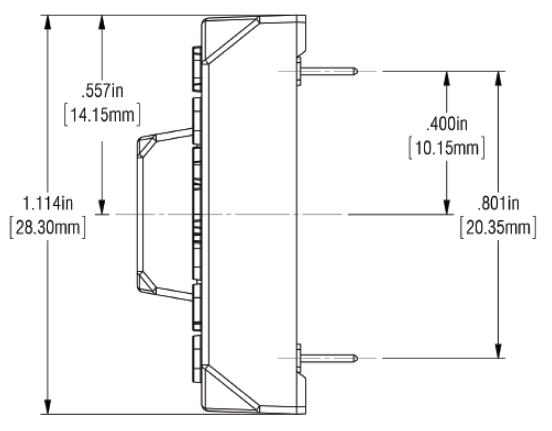 .557in
[14.15mm]
.400in
[10.15mm]
1.114in
[28.30mm]
.801in
[20.35mm]